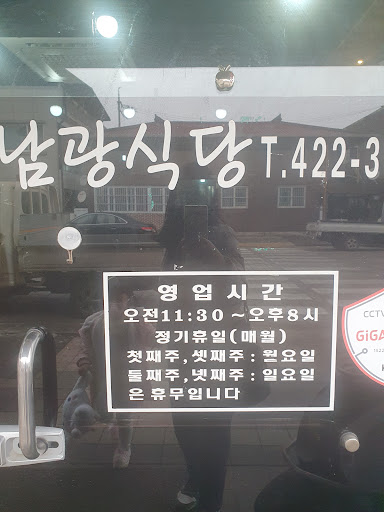 남광식당 T.422-3
영업시간
오전11:30~오후8시
정기휴일(매월)
첫째주,셋째주:월요일
둘째주,넷째주:일요일
은 휴무입니다
CCTV
GiGA